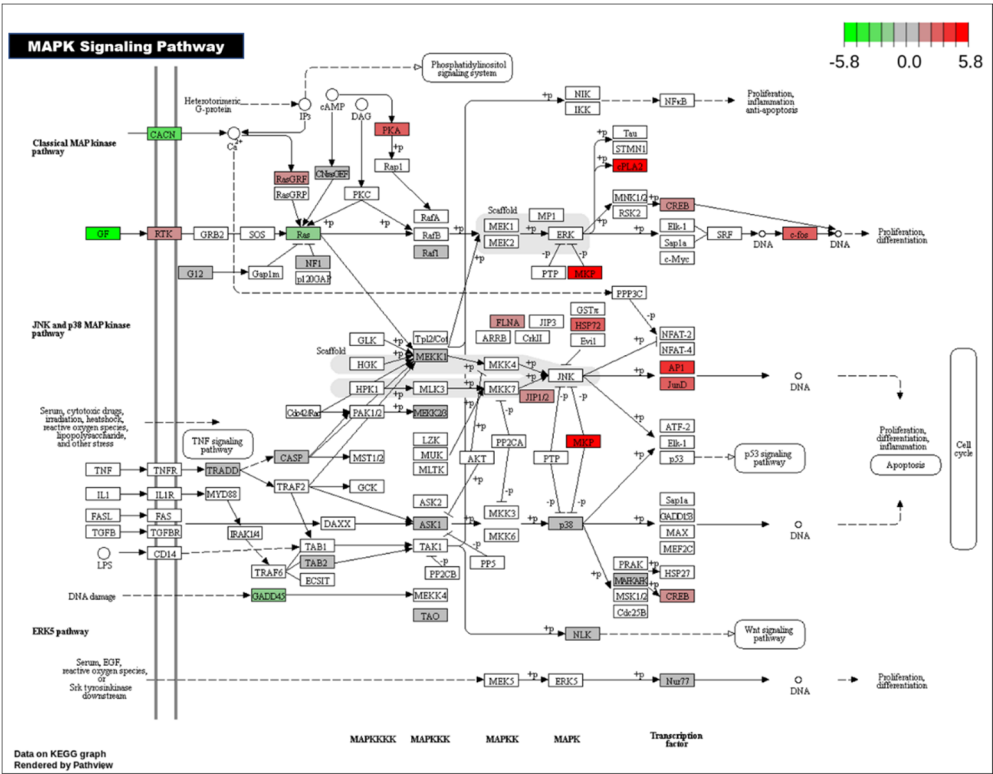 MAPK Signaling Pathway
-5.8 0.0 5.8
Phosphatidylinositol
signaling system
Heterotorimeric
G-protein
IP3
cAMP
DAG
NIK
IKK
NFκB
Proliferation,
inflammation
anti-apoptosis
Classical MAP kinase
pathway
CACN
Ca2+
PKA
+p
Rap1
RasGRF
CNrasGEF
RasGRP
PKC
Tau
STMN1
cPLA2
MNK1/2
RSK2
CREB
Scaffold
MP1
RafA
RafB
Raf1
MEK1
MEK2
ERK
GF
RTK
GRB2
SOS
Ras
Elk-1
Sap1a
c-Myc
SRF
DNA
c-fos
DNA
Proliferation,
differentiation
G12
Gap1m
NF1
p120GAP
PTP
MKP
PPP3C
JNK and p38 MAP kinase
pathway
GSTπ
FLNA
JIP3
HSP72
ARRB
CrkII
Evi1
NFAT-2
NFAT-4
GLK
Tpl2/Cot
Scaffold
MEKK1
HGK
MKK4
JNK
AP1
JunD
DNA
HPK1
MLK3
MKK7
JIP1/2
Cdc42/Rac
PAK1/2
MEKK2/3
Serum, cytotoxic drugs,
irradiation, heatshock,
reactive oxygen species,
lipopolysaccharide,
and other stress
TNF signaling
pathway
LZK
MUK
MLTK
PP2CA
AKT
PTP
MKP
ATF-2
Elk-1
p53
p53 signaling
pathway
Proliferation,
differentiation,
inflammation
Apoptosis
Cell
cycle
TNF
TNFR
TRADD
CASP
MST1/2
TRAF2
GCK
IL1
IL1R
MYD88
FASL
FAS
TGFB
TGFBR
LPS
CD14
IRAK1/4
DAXX
ASK2
ASK1
MKK3
MKK6
p38
Sap1a
GADD153
MAX
MEF2C
DNA
TAB1
TAB2
TAK1
TRAF6
ECSIT
PP2CB
PP5
PRAK
MAPKAPK
MSK1/2
Cdc25B
HSP27
CREB
DNA damage
GADD45
MEKK4
TAO
ERK5 pathway
NLK
Wnt signaling
pathway
Serum, EGF,
reactive oxygen species,
or
Srk tyrosinkinase
downstream
MEK5
ERK5
Nur77
DNA
Proliferation,
differentiation
MAPKKKK
MAPKKK
MAPKK
MAPK
Transcription
factor
Data on KEGG graph
Rendered by Pathview